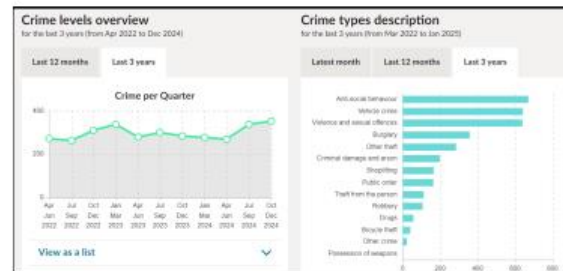 Crime levels overview
for the last 3 years (from Apr 2022 to Dec 2024)
Last 12 months
Last 3 years
Crime per Quarter
400
200
0
Apr Jul Oct Jan Apr Jul Oct Jan Apr Jul Oct
Jun Sep Dec Mar Jun Sep Dec Mar Jun Sep Dec
2022 2022 2022 2023 2023 2023 2023 2024 2024 2024 2024
View as a list
Crime types description
for the last 3 years (from Mar 2022 to Jan 2025)
Latest month
Last 12 months
Last 3 years
Anti-social behaviour
Vehicle crime
Violence and sexual offences
Burglary
Other theft
Criminal damage and arson
Shoplifting
Public order
Theft from the person
Robbery
Drugs
Bicycle theft
Other crime
Possession of weapons
0 200 400 600 800